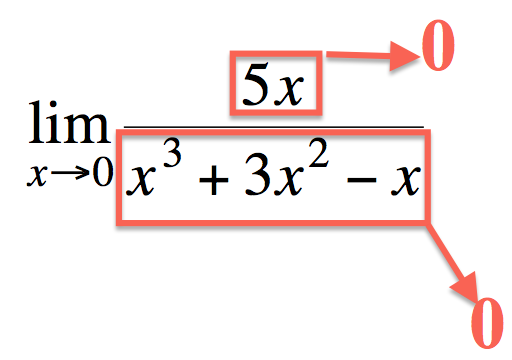 5x 0
lim
x→0 x³ + 3x² − x
0